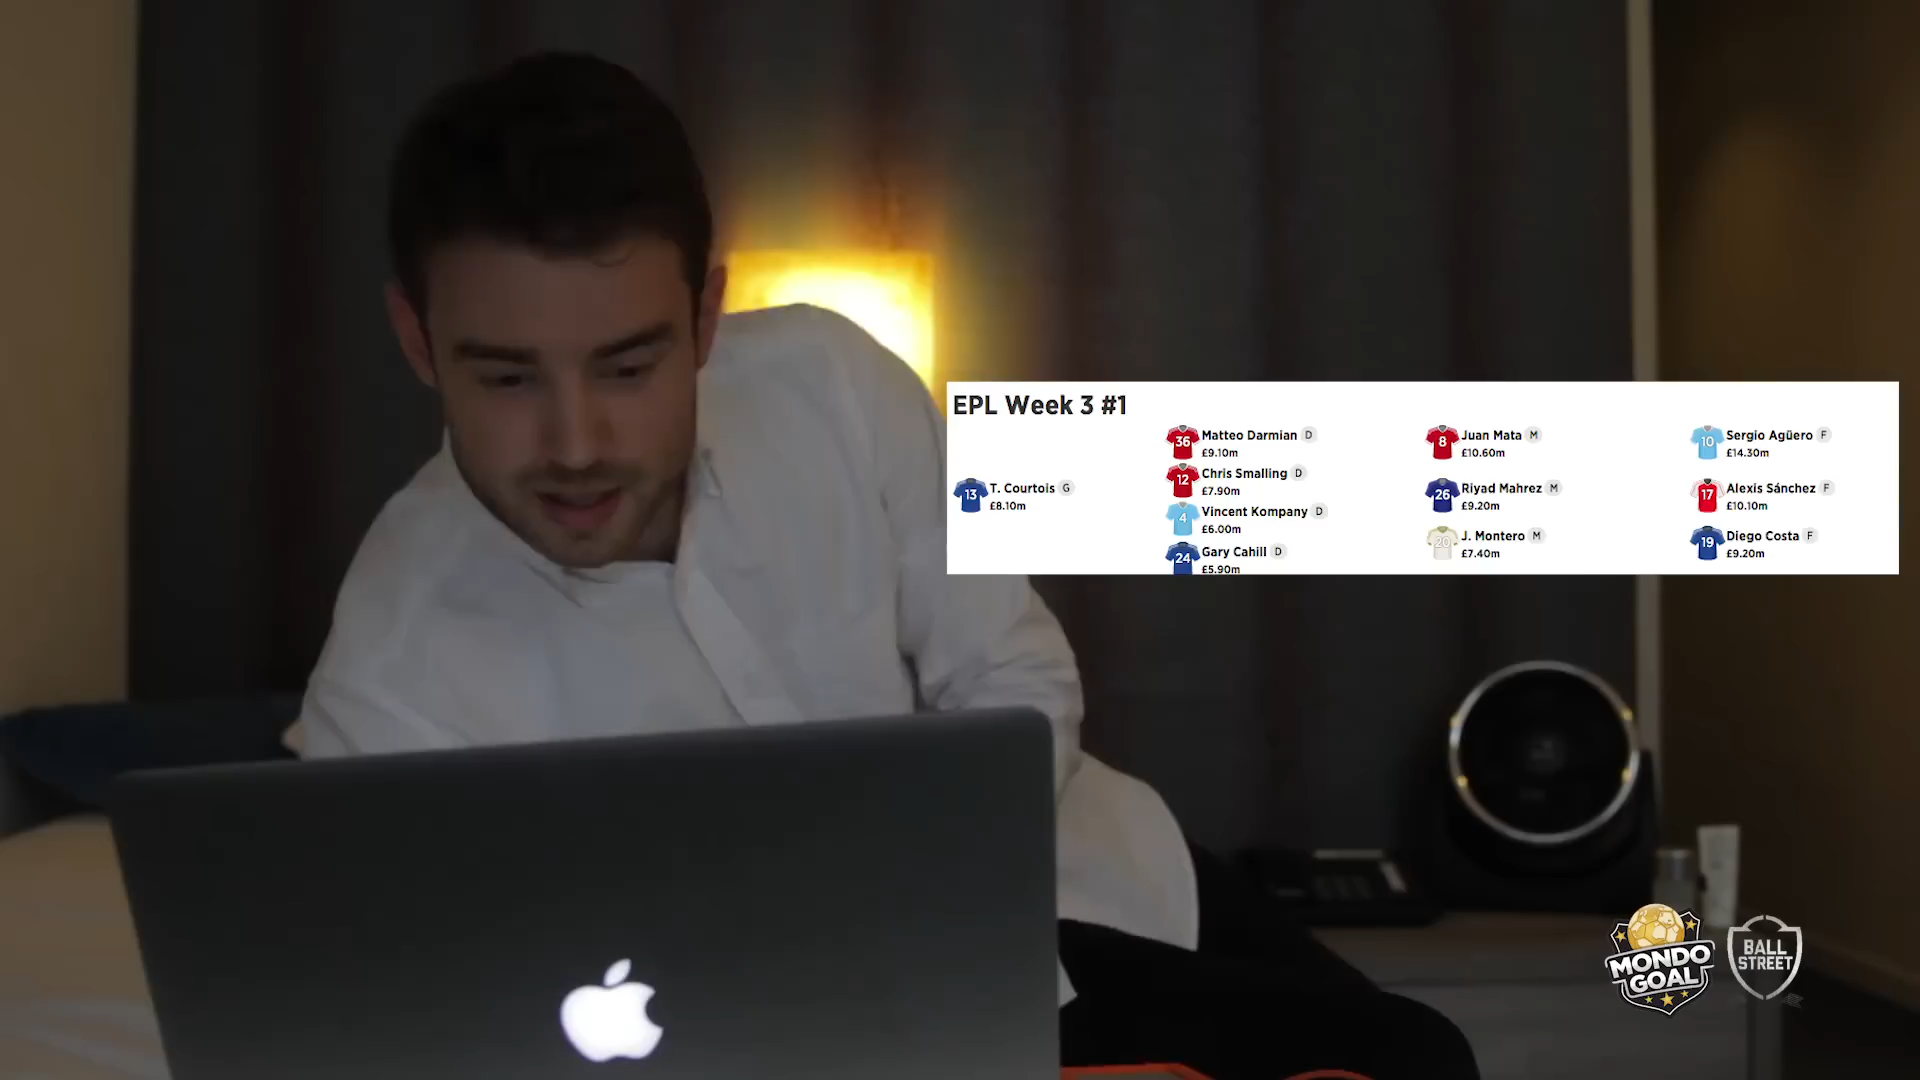 EPL Week 3 #1
13 T. Courtois G
£8.10m
36 Matteo Darmian D
£9.10m
12 Chris Smalling D
£7.90m
4 Vincent Kompany D
£6.00m
24 Gary Cahill D
£5.90m
8 Juan Mata M
£10.60m
26 Riyad Mahrez M
£9.20m
20 J. Montero M
£7.40m
10 Sergio Agüero F
£14.30m
17 Alexis Sánchez F
£10.10m
19 Diego Costa F
£9.20m
MONDO
GOAL
BALL
STREET